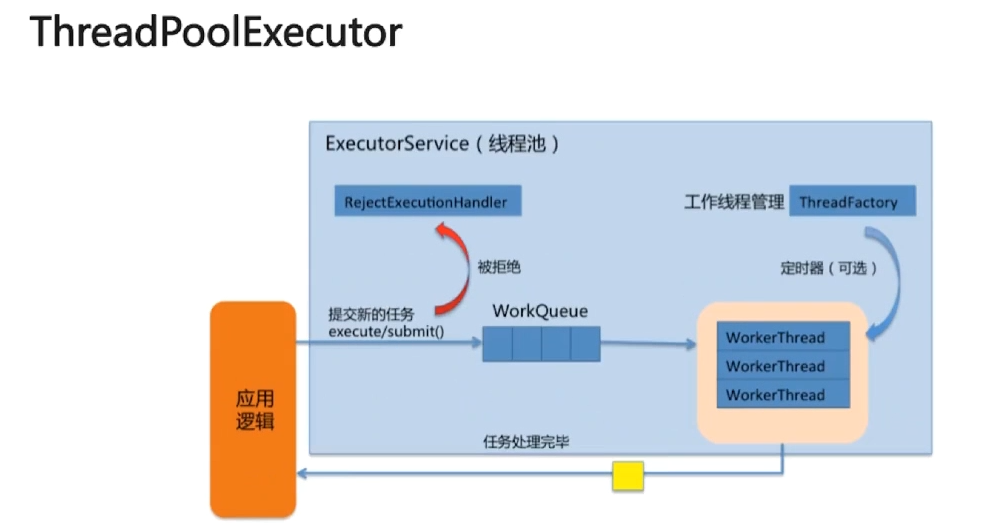 ThreadPoolExecutor
ExecutorService（线程池）
RejectExecutionHandler
工作线程管理
ThreadFactory
被拒绝
定时器（可选）
提交新的任务
execute/submit()
WorkQueue
WorkerThread
WorkerThread
WorkerThread
应用
逻辑
任务处理完毕